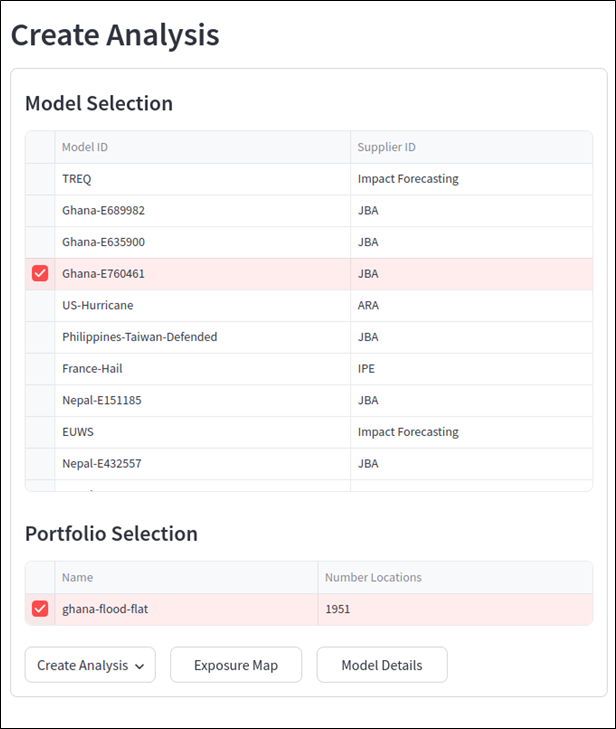 Create Analysis
Model Selection
Model ID Supplier ID
TREQ Impact Forecasting
Ghana-E689982 JBA
Ghana-E635900 JBA
Ghana-E760461 JBA
US-Hurricane ARA
Philippines-Taiwan-Defended JBA
France-Hail IPE
Nepal-E151185 JBA
EUWS Impact Forecasting
Nepal-E432557 JBA
Portfolio Selection
Name Number Locations
ghana-flood-flat 1951
Create Analysis Exposure Map Model Details